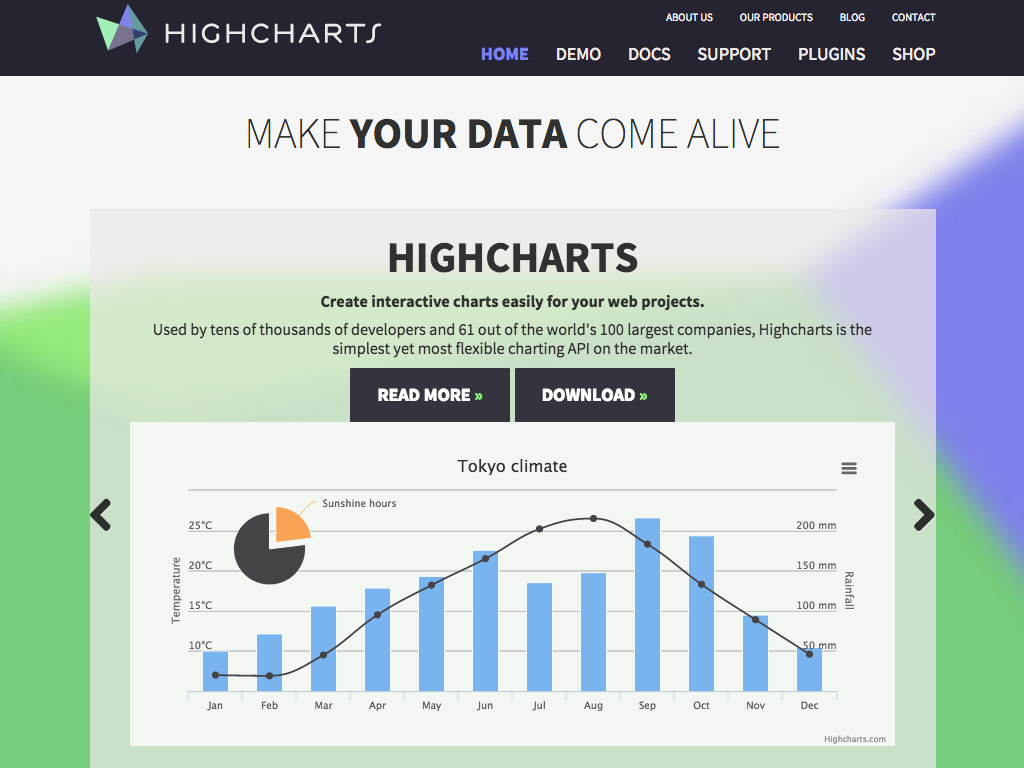 HIGHCHARTS
ABOUT US OUR PRODUCTS BLOG CONTACT
HOME DEMO DOCS SUPPORT PLUGINS SHOP
MAKE YOUR DATA COME ALIVE
HIGHCHARTS
Create interactive charts easily for your web projects.
Used by tens of thousands of developers and 61 out of the world's 100 largest companies, Highcharts is the
simplest yet most flexible charting API on the market.
READ MORE » DOWNLOAD »
Tokyo climate
Sunshine hours
25°C 200 mm
20°C 150 mm
15°C 100 mm
10°C 50 mm
Temperature
Rainfall
Jan Feb Mar Apr May Jun Jul Aug Sep Oct Nov Dec
Highcharts.com